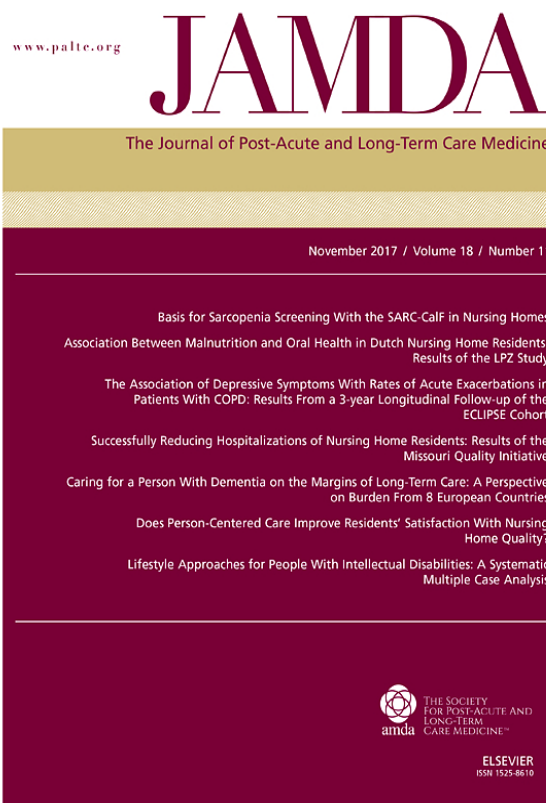 www.paltc.org
JAMDA
The Journal of Post-Acute and Long-Term Care Medicine
November 2017 / Volume 18 / Number 1
Basis for Sarcopenia Screening With the SARC-CalF in Nursing Homes
Association Between Malnutrition and Oral Health in Dutch Nursing Home Residents:
Results of the LPZ Study
The Association of Depressive Symptoms With Rates of Acute Exacerbations in
Patients With COPD: Results From a 3-year Longitudinal Follow-up of the
ECLIPSE Cohort
Successfully Reducing Hospitalizations of Nursing Home Residents: Results of the
Missouri Quality Initiative
Caring for a Person With Dementia on the Margins of Long-Term Care: A Perspective
on Burden From 8 European Countries
Does Person-Centered Care Improve Residents' Satisfaction With Nursing
Home Quality?
Lifestyle Approaches for People With Intellectual Disabilities: A Systematic
Multiple Case Analysis
amda
THE SOCIETY
FOR POST-ACUTE AND
LONG-TERM
CARE MEDICINE™
ELSEVIER
ISSN 1525-8610